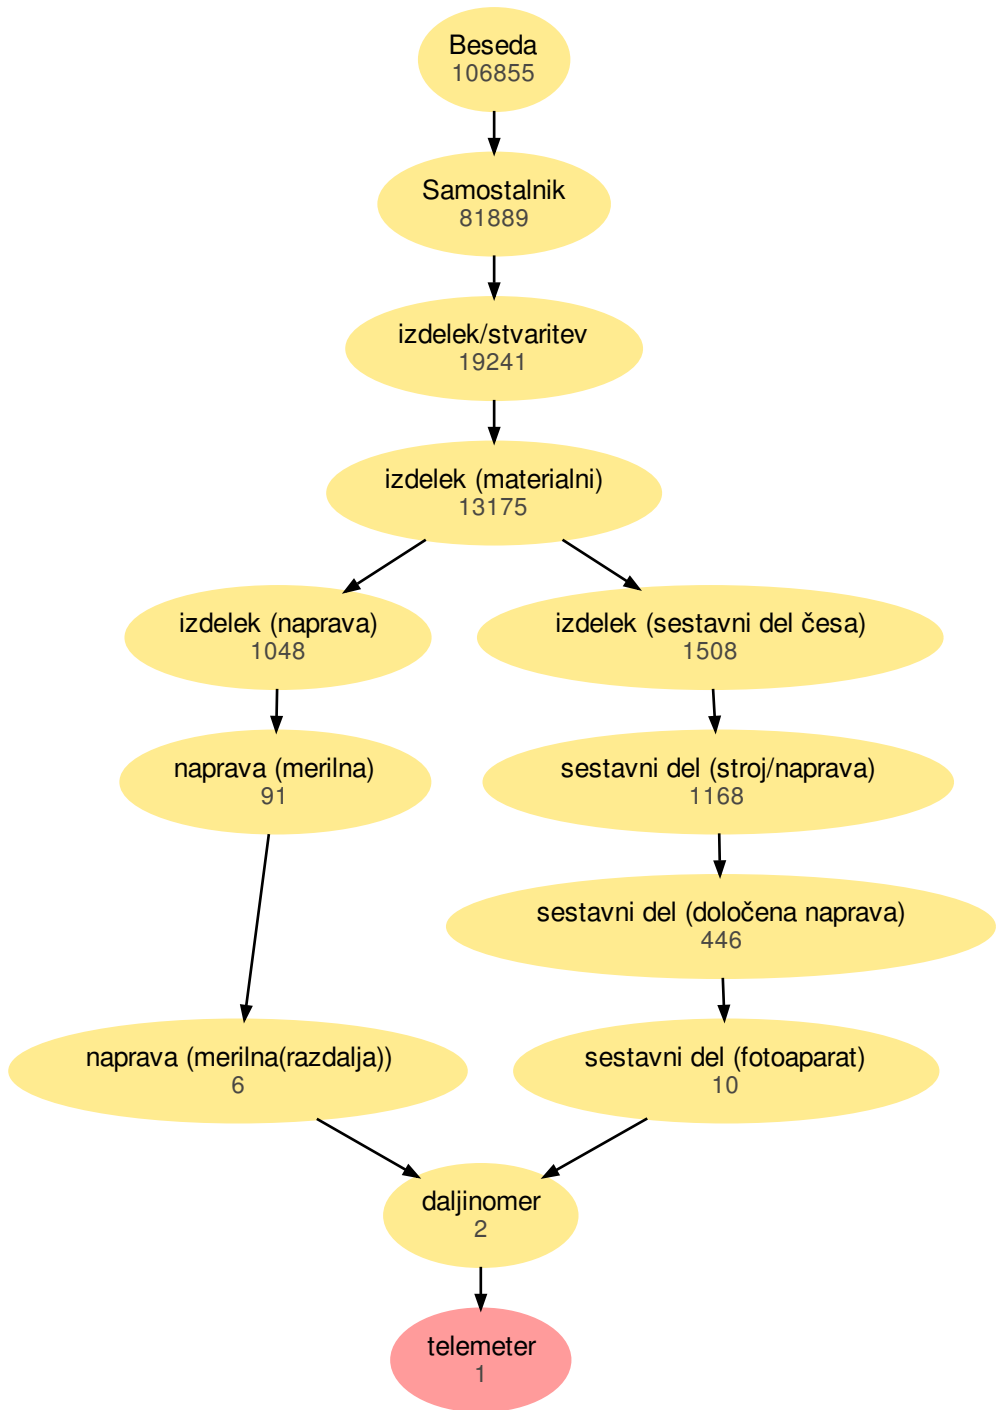 Beseda
106855
Samostalnik
81889
izdelek/stvaritev
19241
izdelek (materialni)
13175
izdelek (naprava)
1048
izdelek (sestavni del česa)
1508
naprava (merilna)
91
sestavni del (stroj/naprava)
1168
sestavni del (določena naprava)
446
naprava (merilna(razdalja))
6
sestavni del (fotoaparat)
10
daljinomer
2
telemeter
1